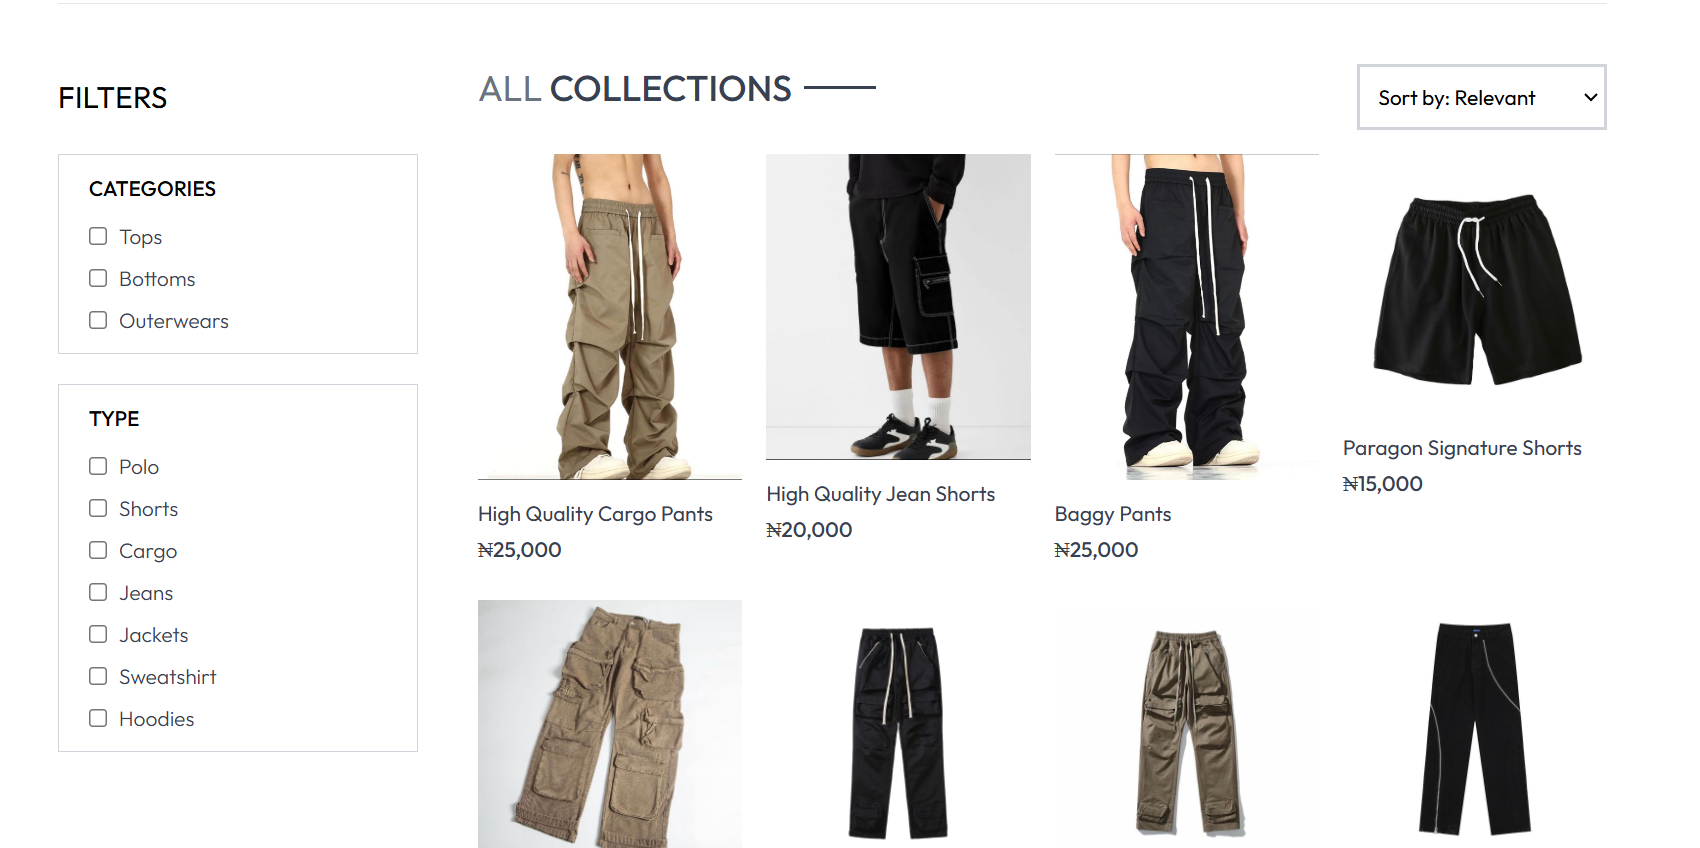 FILTERS
ALL COLLECTIONS
Sort by: Relevant
CATEGORIES
Tops
Bottoms
Outerwears
TYPE
Polo
Shorts
Cargo
Jeans
Jackets
Sweatshirt
Hoodies
High Quality Cargo Pants
₦25,000
High Quality Jean Shorts
₦20,000
Baggy Pants
₦25,000
Paragon Signature Shorts
₦15,000